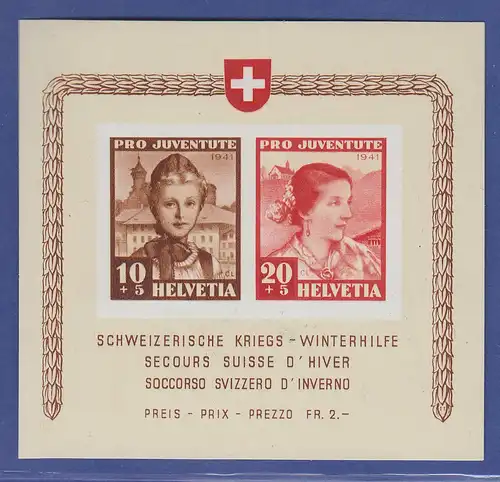 PRO JUVENTUTE
1941
10
+ 5
HELVETIA
PRO JUVENTUTE
1941
20
+ 5
HELVETIA
SCHWEIZERISCHE KRIEGS - WINTERHILFE
SECOURS SUISSE D'HIVER
SOCCORSO SVIZZERO D'INVERNO
PREIS - PRIX - PREZZO FR. 2.-